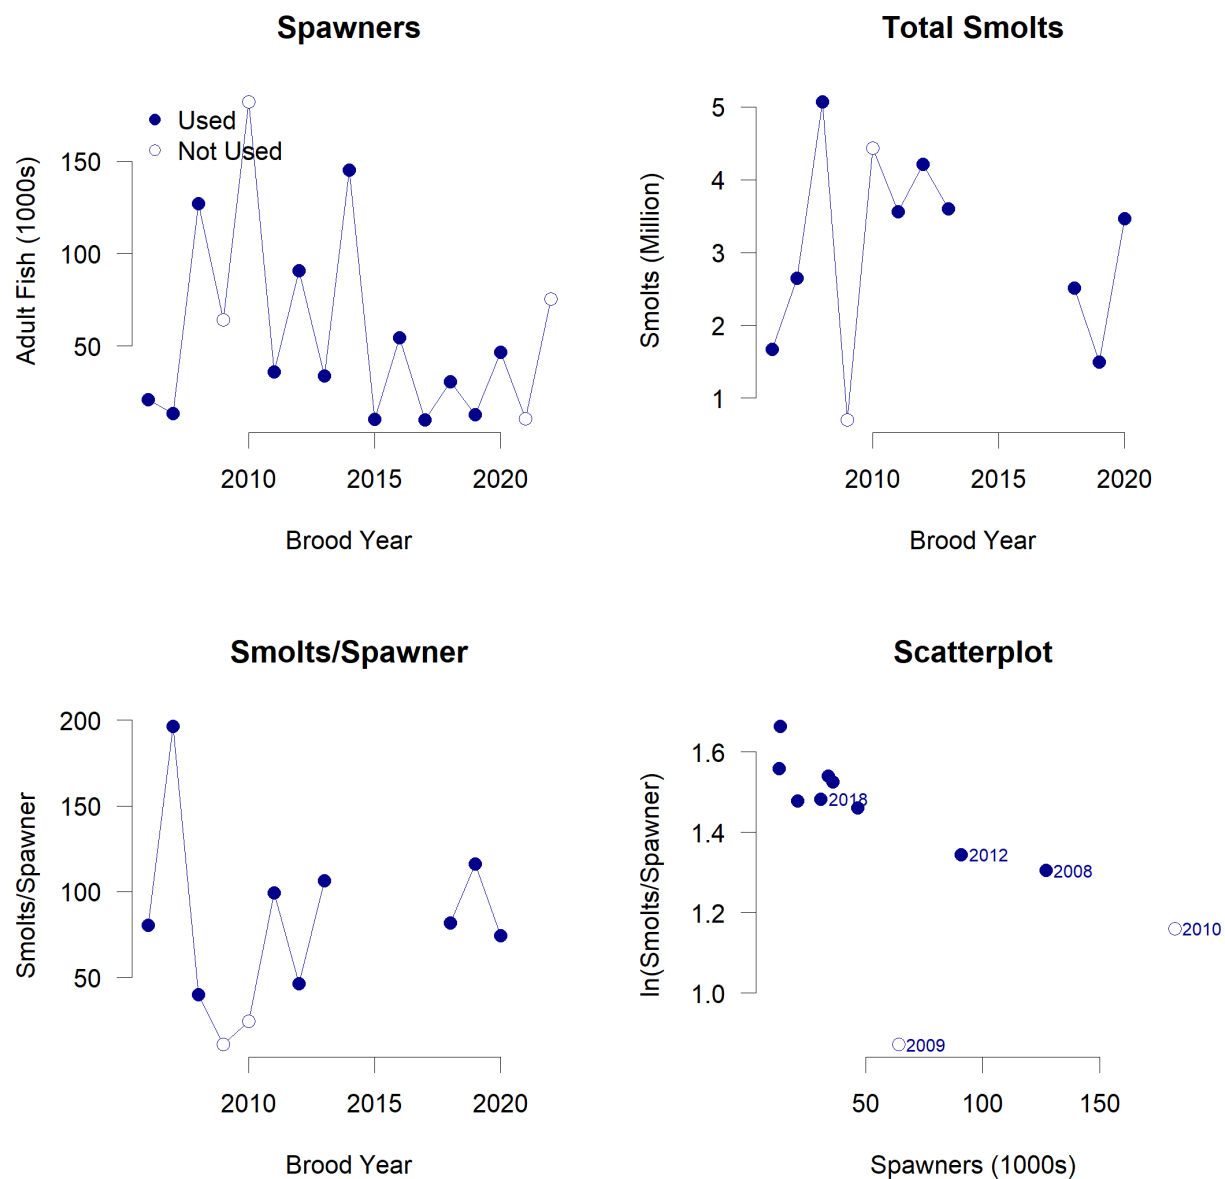 Spawners
Used
Not Used
Adult Fish (1000s)
150
100
50
2010 2015 2020
Brood Year
Total Smolts
Smolts (Million)
5
4
3
2
1
2010 2015 2020
Brood Year
Smolts/Spawner
Smolts/Spawner
200
150
100
50
2010 2015 2020
Brood Year
Scatterplot
ln(Smolts/Spawner)
1.6
1.4
1.2
1.0
2018
2012
2008
2010
2009
50 100 150
Spawners (1000s)